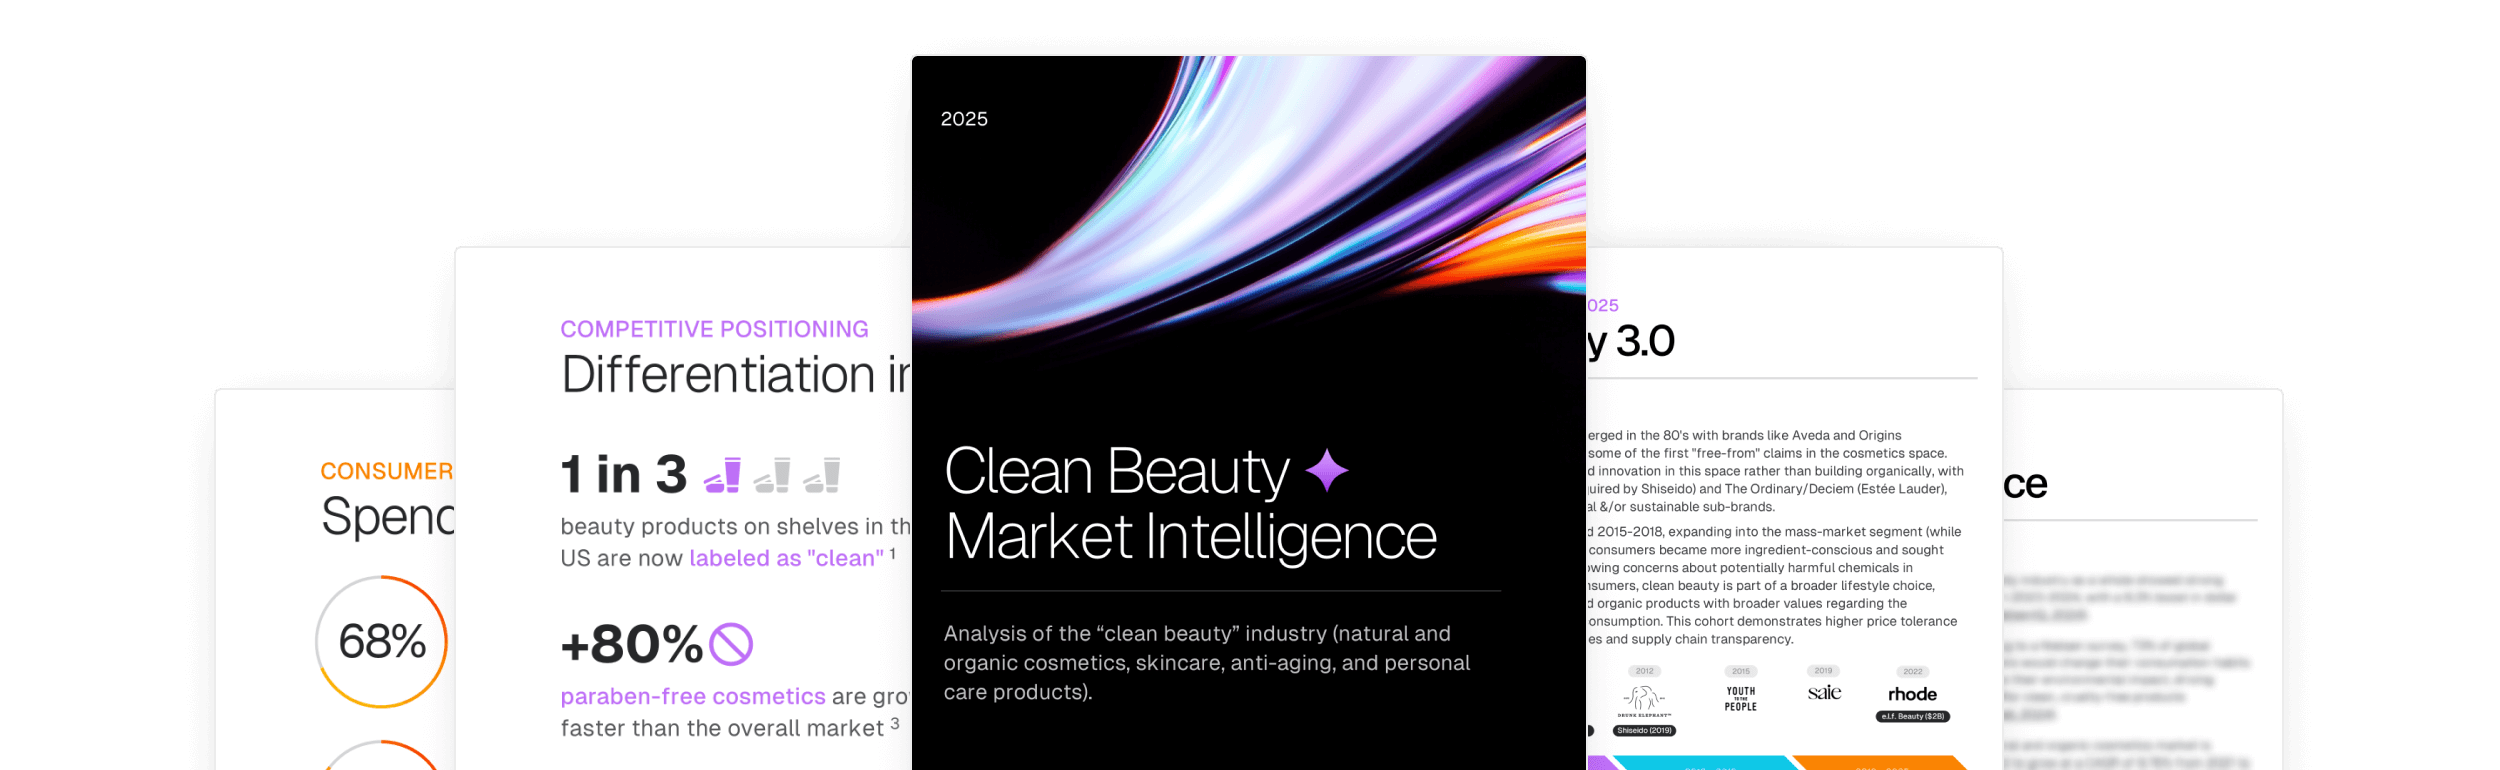 CONSUMER
Spend
68%
COMPETITIVE POSITIONING
Differentiation in
1 in 3
beauty products on shelves in th
US are now labeled as "clean" 1
+80%
paraben-free cosmetics are grow
faster than the overall market 3
2025
Clean Beauty
Market Intelligence
Analysis of the “clean beauty” industry (natural and
organic cosmetics, skincare, anti-aging, and personal
care products).
025
y 3.0
erged in the 80's with brands like Aveda and Origins
some of the first "free-from" claims in the cosmetics space.
d innovation in this space rather than building organically, with
quired by Shiseido) and The Ordinary/Deciem (Estée Lauder),
al &/or sustainable sub-brands.
d 2015-2018, expanding into the mass-market segment (while
consumers became more ingredient-conscious and sought
owing concerns about potentially harmful chemicals in
nsumers, clean beauty is part of a broader lifestyle choice,
d organic products with broader values regarding the
onsumption. This cohort demonstrates higher price tolerance
es and supply chain transparency.
2012
DRUNK ELEPHANT™
Shiseido (2019)
2015
YOUTH
TO THE
PEOPLE
2019
saie
2022
rhode
e.l.f. Beauty ($2B)
ce